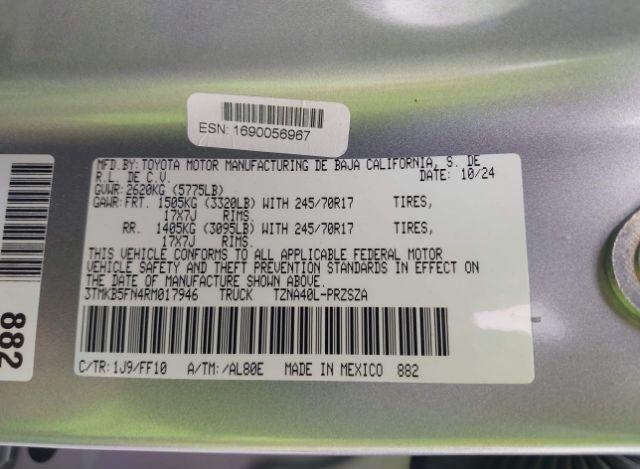 ESN: 1690056967
MFD.BY: TOYOTA MOTOR MANUFACTURING DE BAJA CALIFORNIA, S. DE
R.L. DE C.V. DATE: 10/24
GVWR: 2620KG (5775LB)
GAWR: FRT. 1505KG (3320LB) WITH 245/70R17 TIRES,
17X7J RIMS.
RR. 1405KG (3095LB) WITH 245/70R17 TIRES,
17X7J RIMS.
THIS VEHICLE CONFORMS TO ALL APPLICABLE FEDERAL MOTOR
VEHICLE SAFETY AND THEFT PREVENTION STANDARDS IN EFFECT ON
THE DATE OF MANUFACTURE SHOWN ABOVE.
3TMKB5FN4RM017946 TRUCK TZNA40L-PRZSZA
C/TR: 1J9/FF10 A/TM: /AL80E MADE IN MEXICO 882
882